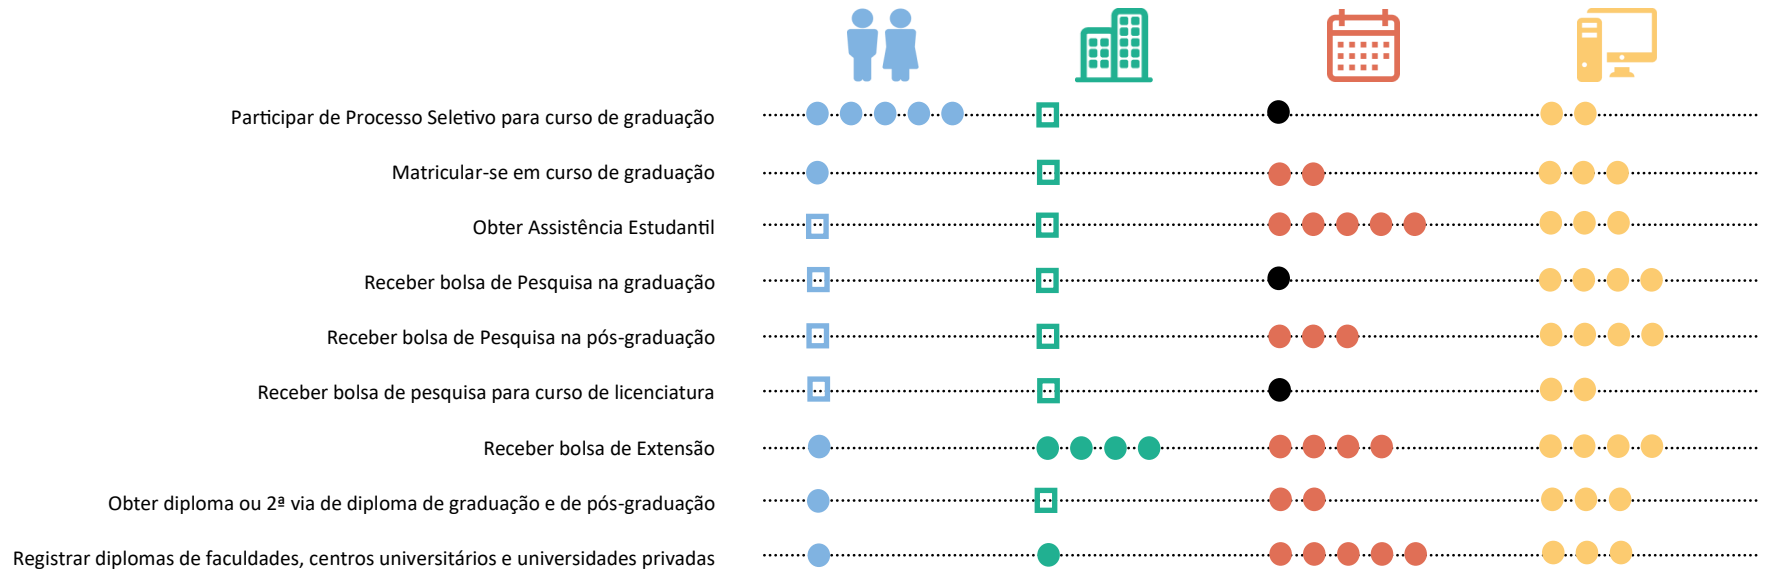 Participar de Processo Seletivo para curso de graduação
Matricular-se em curso de graduação
Obter Assistência Estudantil
Receber bolsa de Pesquisa na graduação
Receber bolsa de Pesquisa na pós-graduação
Receber bolsa de pesquisa para curso de licenciatura
Receber bolsa de Extensão
Obter diploma ou 2ª via de diploma de graduação e de pós-graduação
Registrar diplomas de faculdades, centros universitários e universidades privadas